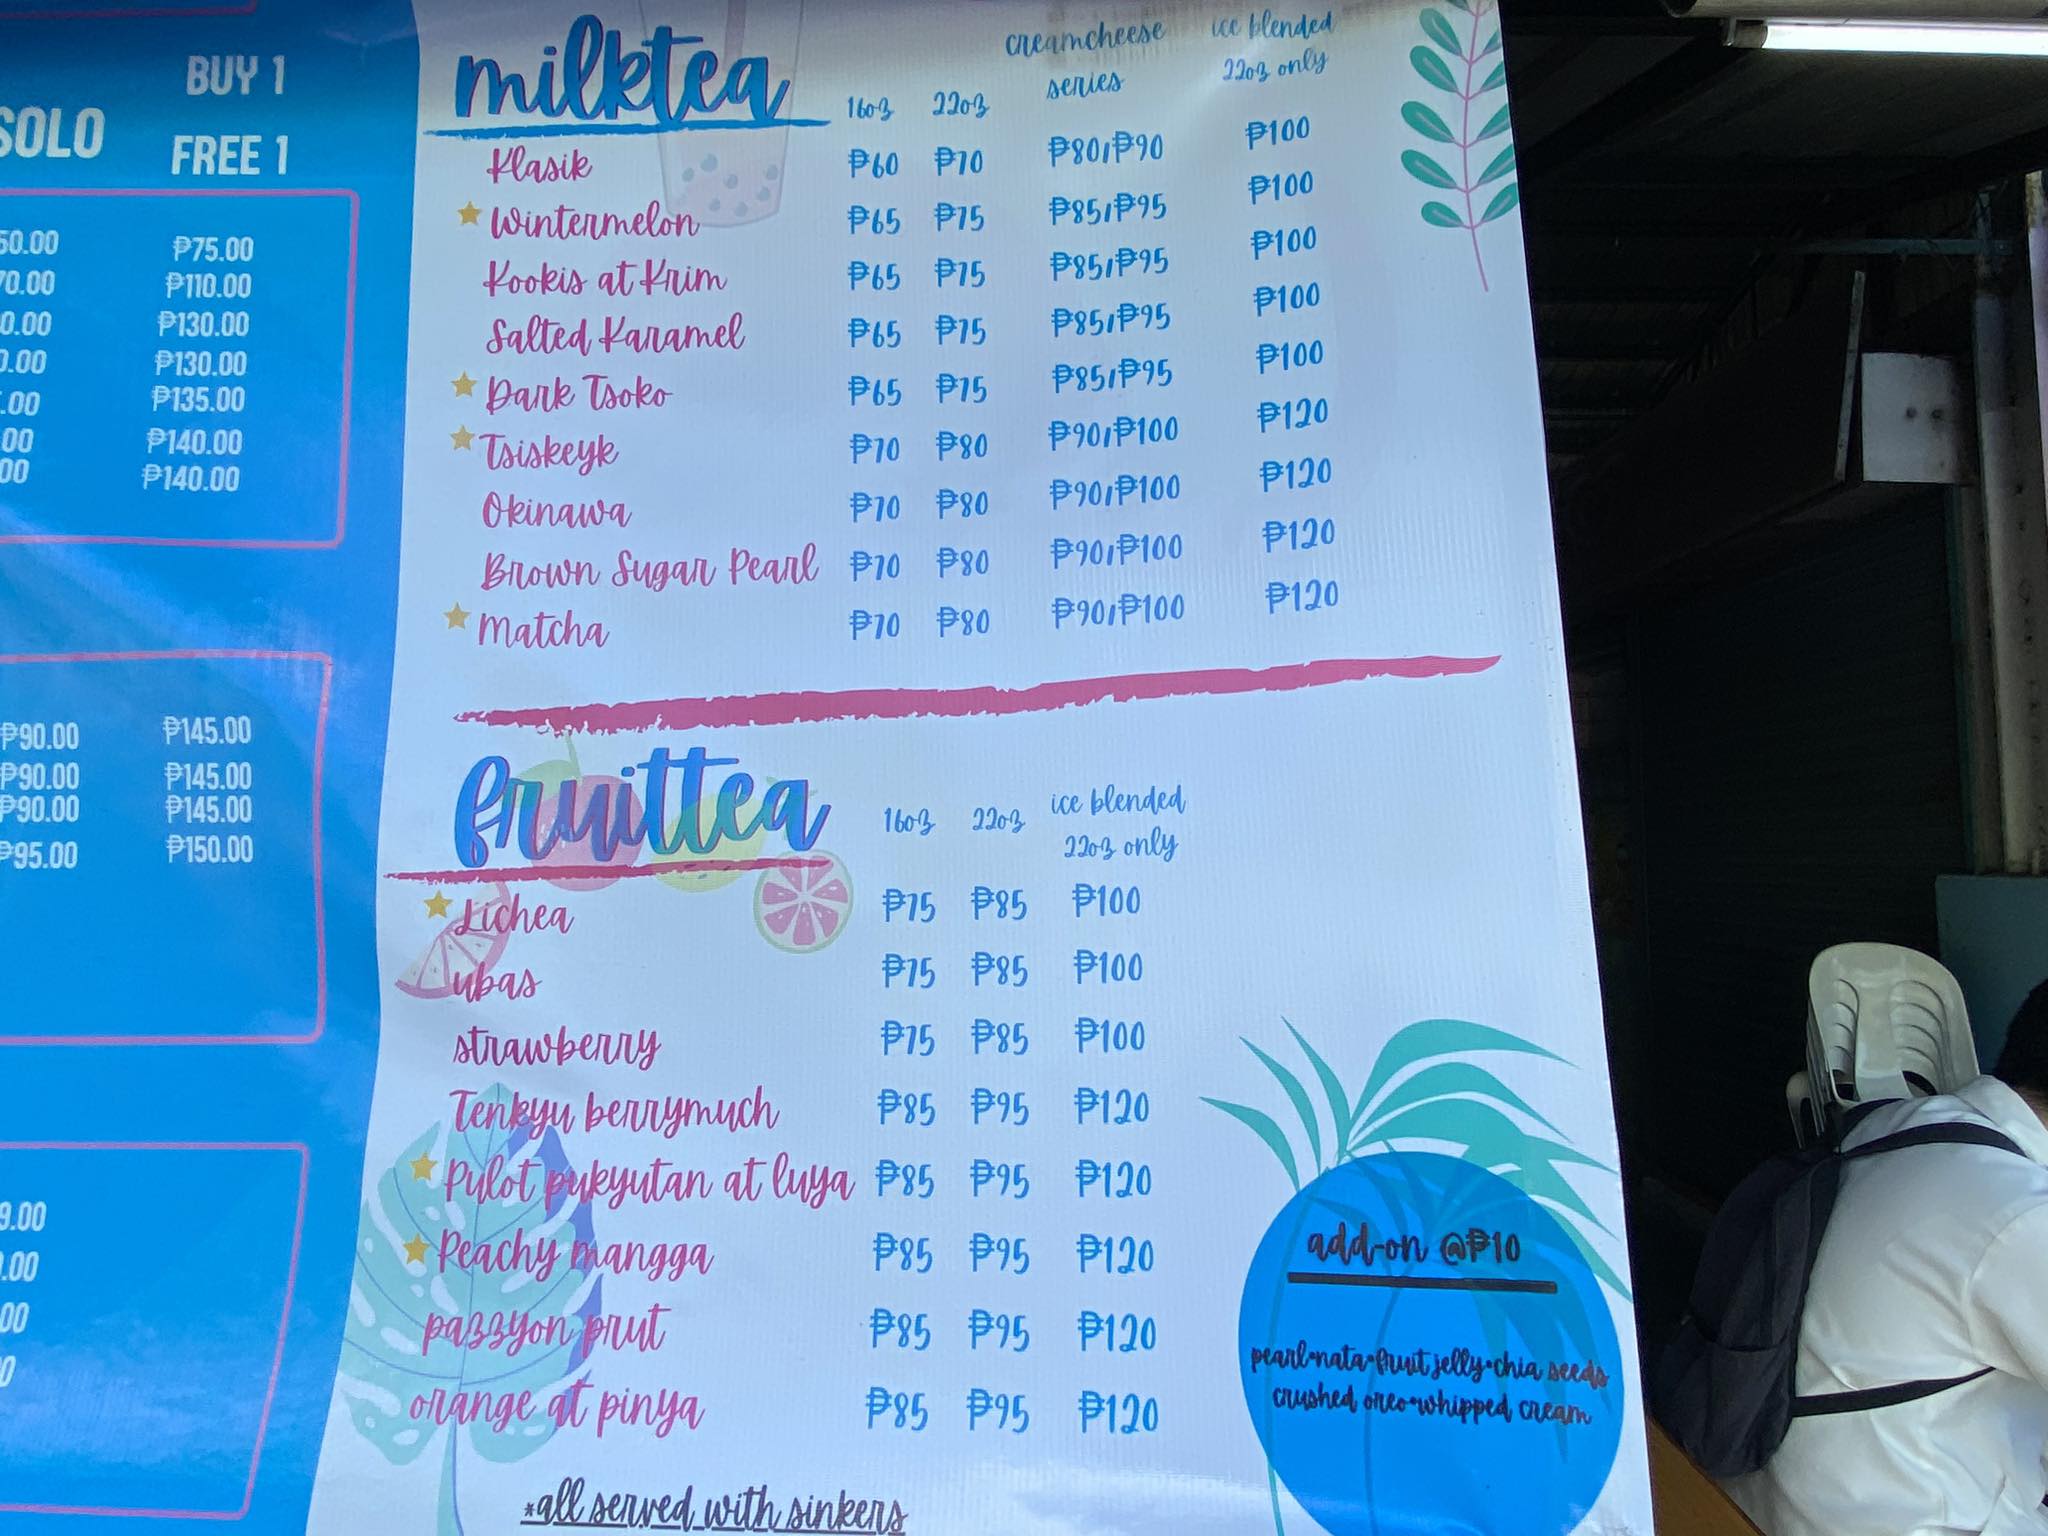 SOLO
BUY 1
FREE 1
₱75.00
₱110.00
₱130.00
₱130.00
₱135.00
₱140.00
₱140.00
₱90.00 ₱145.00
₱90.00 ₱145.00
₱90.00 ₱145.00
₱95.00 ₱150.00
milktea 16oz 22oz creamcheese series ice blended 22oz only
Klasik ₱60 ₱70 ₱80/₱90 ₱100
Wintermelon ₱65 ₱75 ₱85/₱95 ₱100
Kookis at Krim ₱65 ₱75 ₱85/₱95 ₱100
Salted Karamel ₱65 ₱75 ₱85/₱95 ₱100
Dark Tsoko ₱65 ₱75 ₱85/₱95 ₱100
Tsiskeyk ₱70 ₱80 ₱90/₱100 ₱120
Okinawa ₱70 ₱80 ₱90/₱100 ₱120
Brown Sugar Pearl ₱70 ₱80 ₱90/₱100 ₱120
Matcha ₱70 ₱80 ₱90/₱100 ₱120
fruittea 16oz 22oz ice blended 22oz only
Lichea ₱75 ₱85 ₱100
ubas ₱75 ₱85 ₱100
strawberry ₱75 ₱85 ₱100
Tenkyu berrymuch ₱85 ₱95 ₱120
Pulot pukyutan at luya ₱85 ₱95 ₱120
Peachy mangga ₱85 ₱95 ₱120
pazzyon prut ₱85 ₱95 ₱120
orange at pinya ₱85 ₱95 ₱120
*all served with sinkers
add-on @₱10
pearl•nata•fruit jelly•chia seeds
crushed oreo•whipped cream